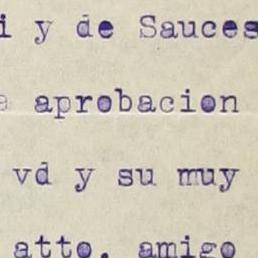 i y de Sauces
a aprobacion
vd y su muy
atto. amigo